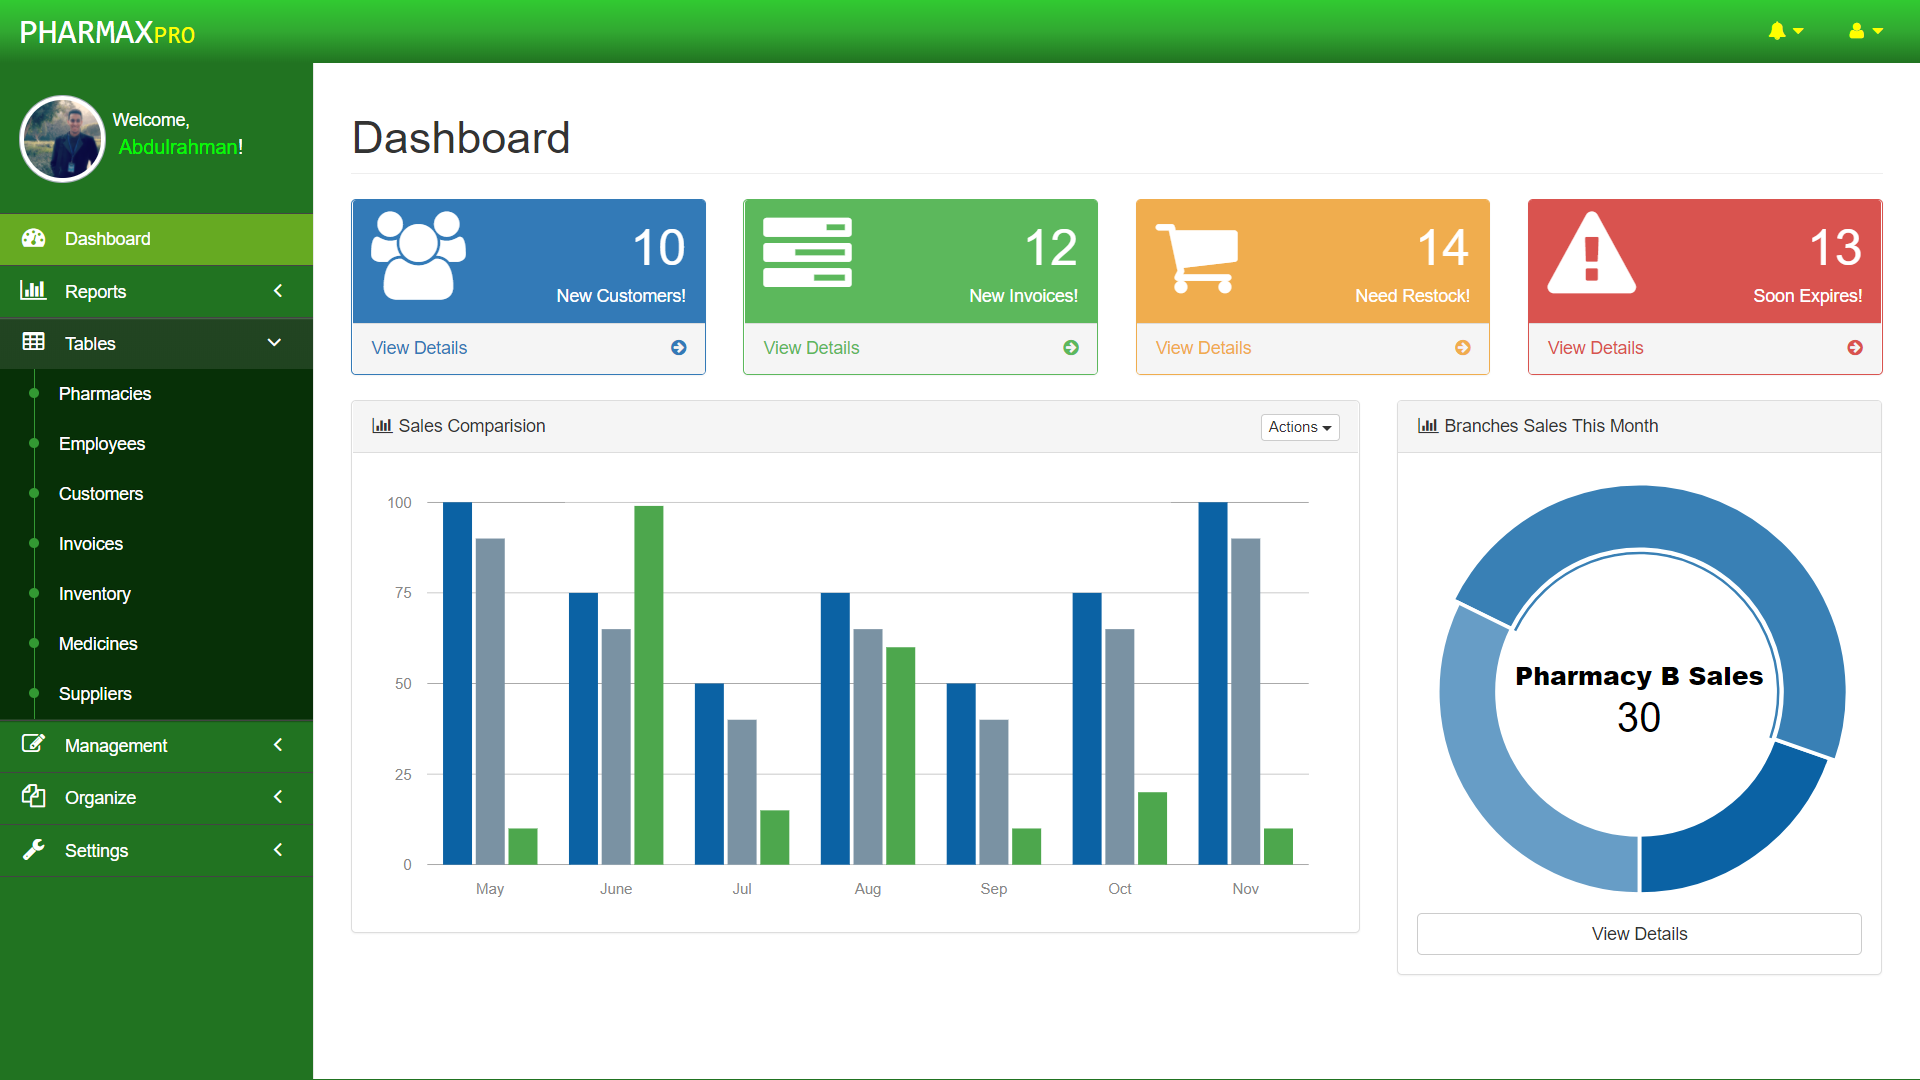 PHARMAXPRO
Welcome,
Abdulrahman!
Dashboard
Reports
Tables
Pharmacies
Employees
Customers
Invoices
Inventory
Medicines
Suppliers
Management
Organize
Settings
Dashboard
10
New Customers!
View Details
12
New Invoices!
View Details
14
Need Restock!
View Details
13
Soon Expires!
View Details
Sales Comparision
Actions
100
75
50
25
0
May June Jul Aug Sep Oct Nov
Branches Sales This Month
Pharmacy B Sales
30
View Details